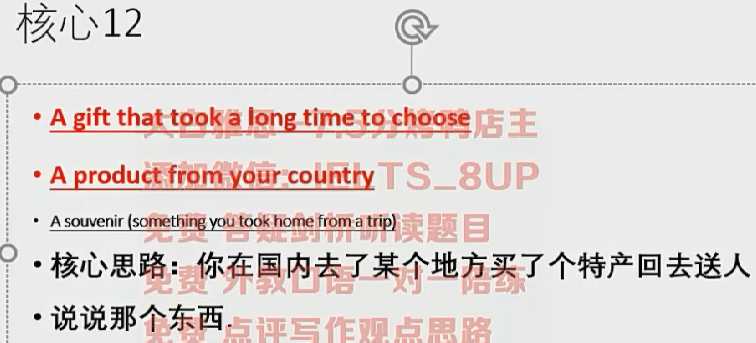 核心12
• A gift that took a long time to choose
• A product from your country
• A souvenir (something you took home from a trip)
• 核心思路：你在国内去了某个地方买了个特产回去送人
• 说说那个东西.
大白雅思-7.5分烤鸭店主
添加微信：IELTS_8UP
免费 答疑剑桥研读题目
免费 外教口语一对一陪练
免费 点评写作观点思路